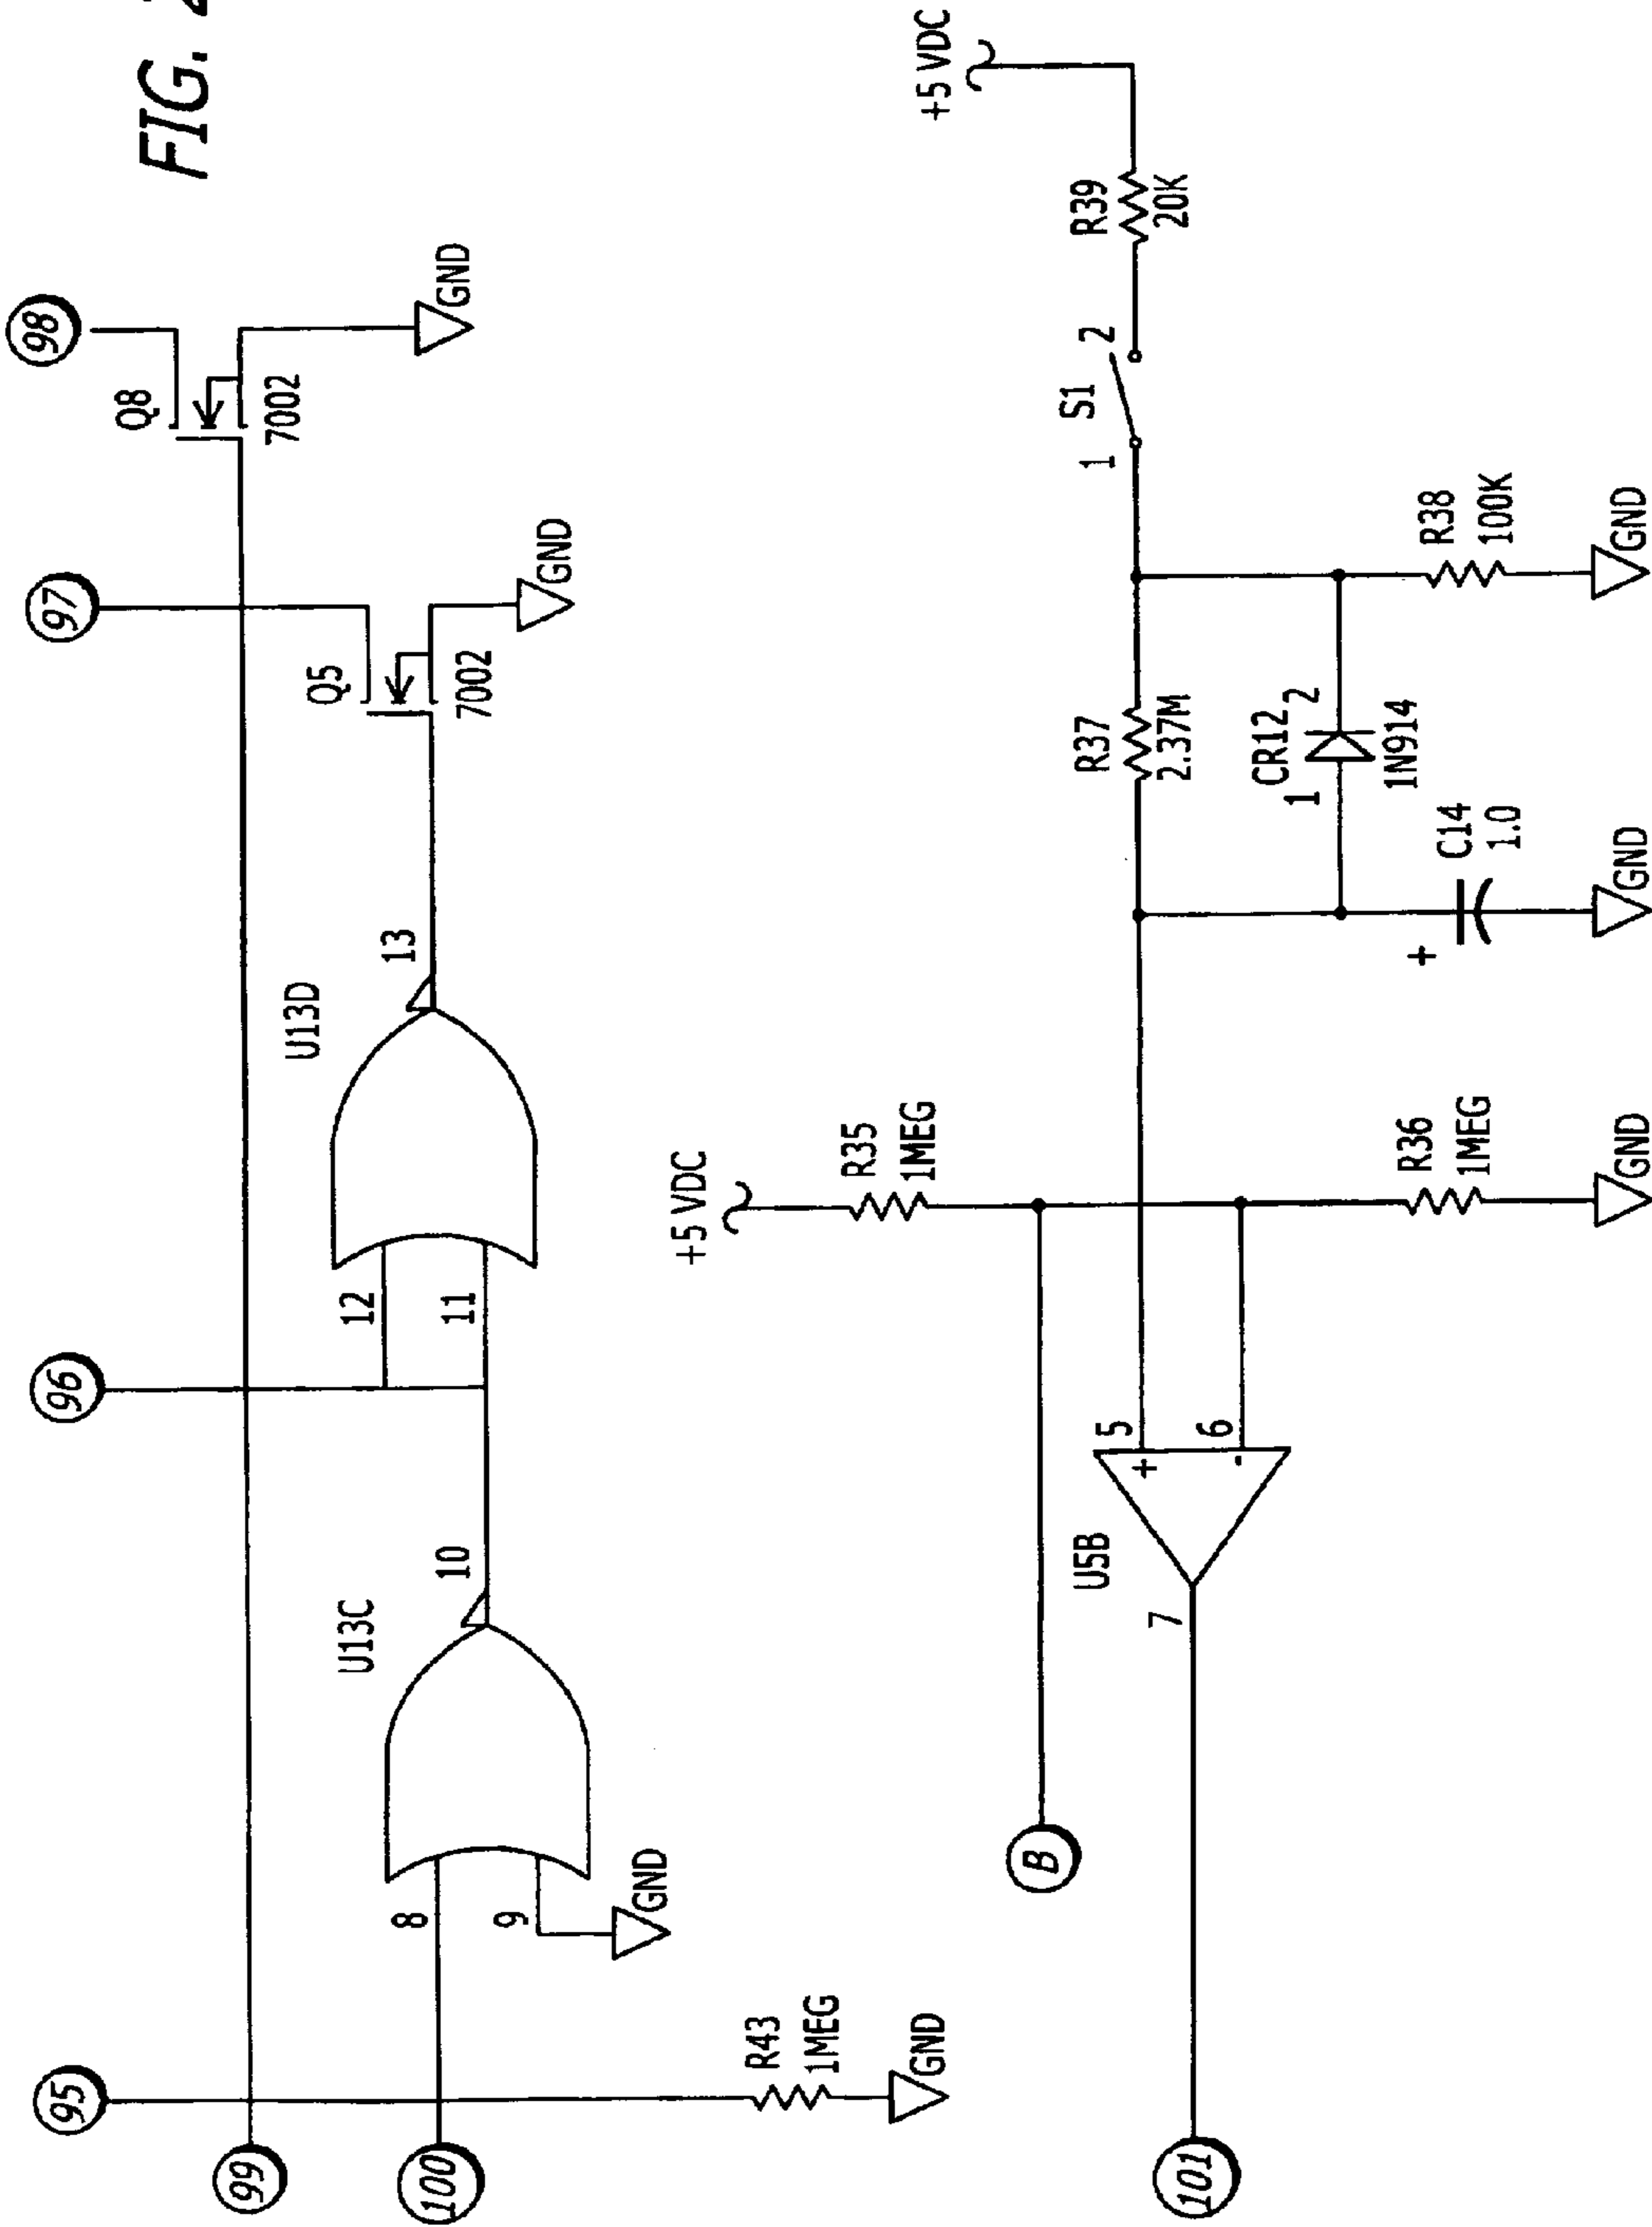 FIG. 2
98
Q8
7002
GND
97
Q5
7002
GND
96
U13D
12
11
13
U13C
8
9
10
GND
95
99
100
R43
1MEG
GND
+5 VDC
R39
20K
S1
1
2
R37
2.37M
CR12
1
2
1N914
R38
100K
GND
C14
1.0
+
GND
+5 VDC
R35
1MEG
R36
1MEG
GND
B
U5B
5
+
6
-
7
101